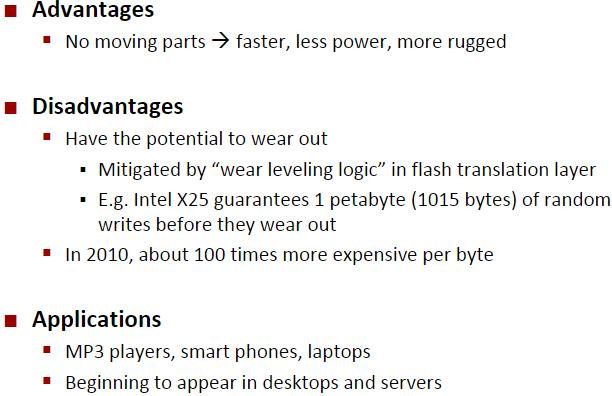 Advantages
No moving parts → faster, less power, more rugged
Disadvantages
Have the potential to wear out
Mitigated by “wear leveling logic” in flash translation layer
E.g. Intel X25 guarantees 1 petabyte (1015 bytes) of random
writes before they wear out
In 2010, about 100 times more expensive per byte
Applications
MP3 players, smart phones, laptops
Beginning to appear in desktops and servers